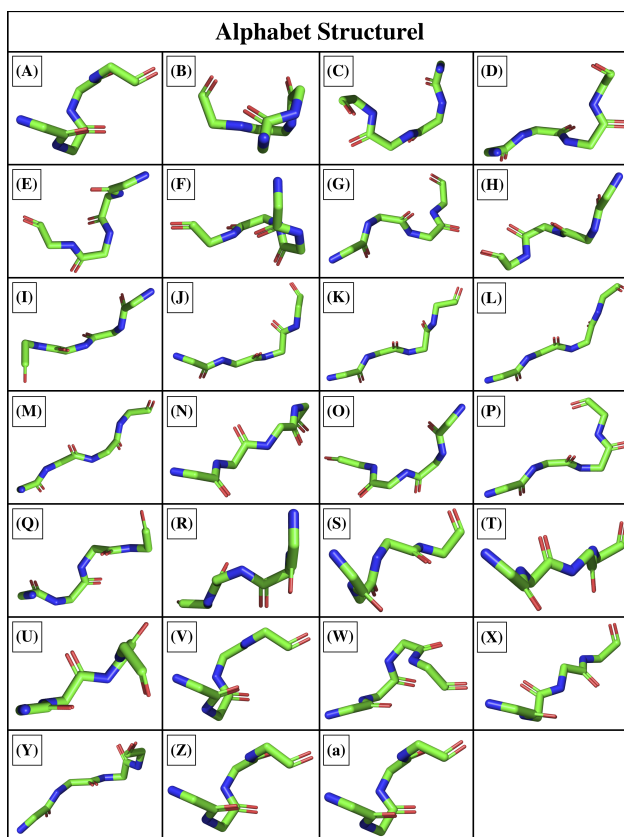 Alphabet Structurel
(A) (B) (C) (D)
(E) (F) (G) (H)
(I) (J) (K) (L)
(M) (N) (O) (P)
(Q) (R) (S) (T)
(U) (V) (W) (X)
(Y) (Z) (a)